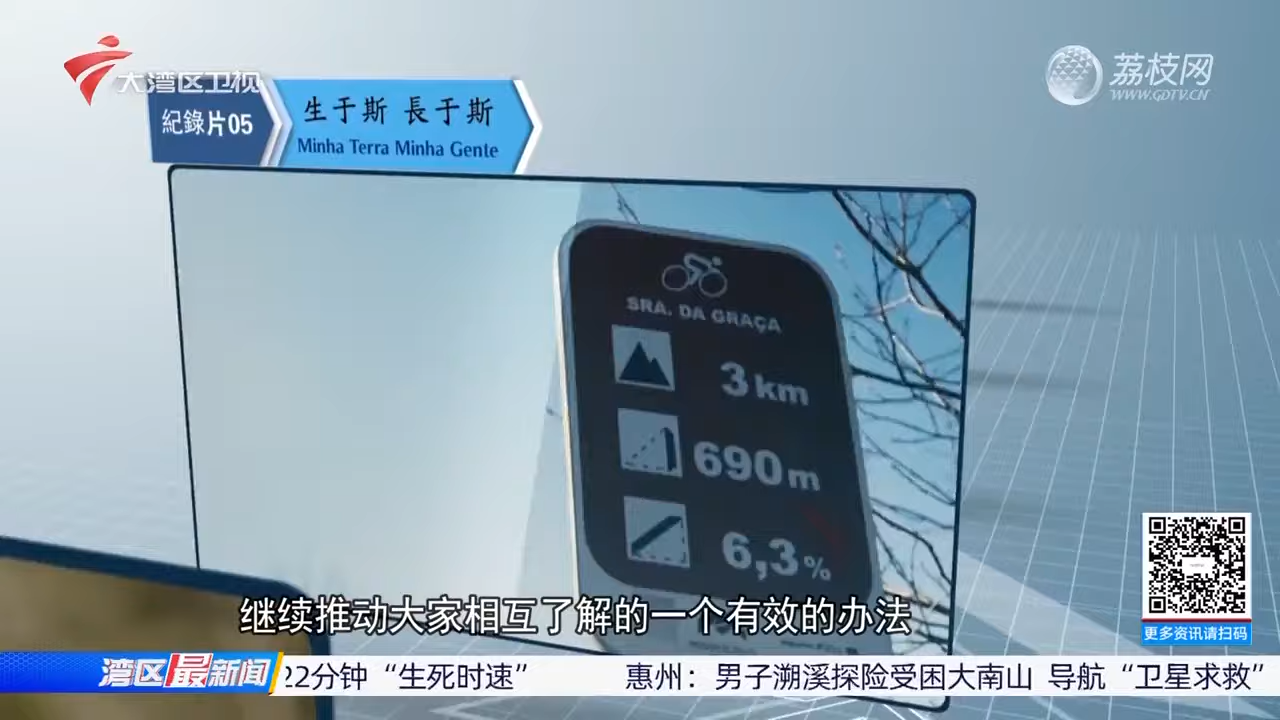 大湾区卫视
荔枝网
WWW.GDTV.CN
紀錄片05
生于斯 長于斯
Minha Terra Minha Gente
SRA. DA GRAÇA
3 km
690 m
6,3 %
继续推动大家相互了解的一个有效的办法
更多资讯请扫码
湾区最新闻
22分钟“生死时速”
惠州：男子溯溪探险受困大南山 导航“卫星求救”